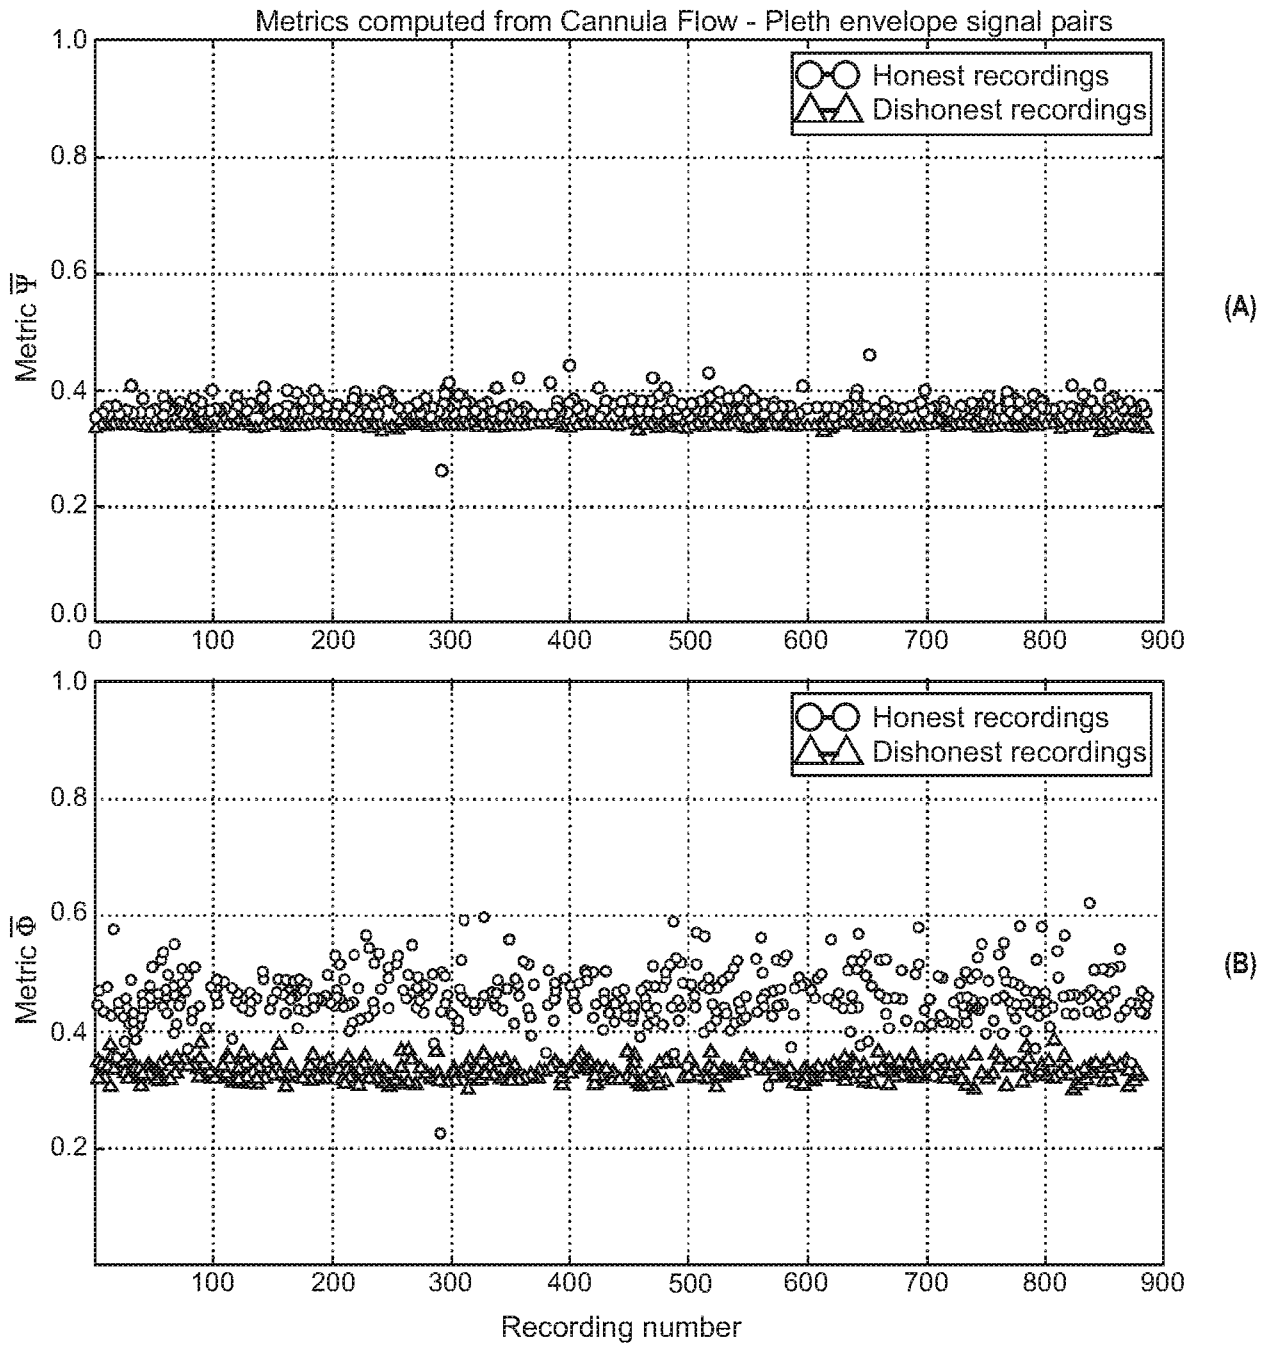 Metrics computed from Cannula Flow - Pleth envelope signal pairs
1.0
0.8
0.6
0.4
0.2
0.0
Metric Ψ̅
Honest recordings
Dishonest recordings
(A)
0 100 200 300 400 500 600 700 800 900
1.0
0.8
0.6
0.4
0.2
Metric Φ̅
Honest recordings
Dishonest recordings
(B)
100 200 300 400 500 600 700 800 900
Recording number